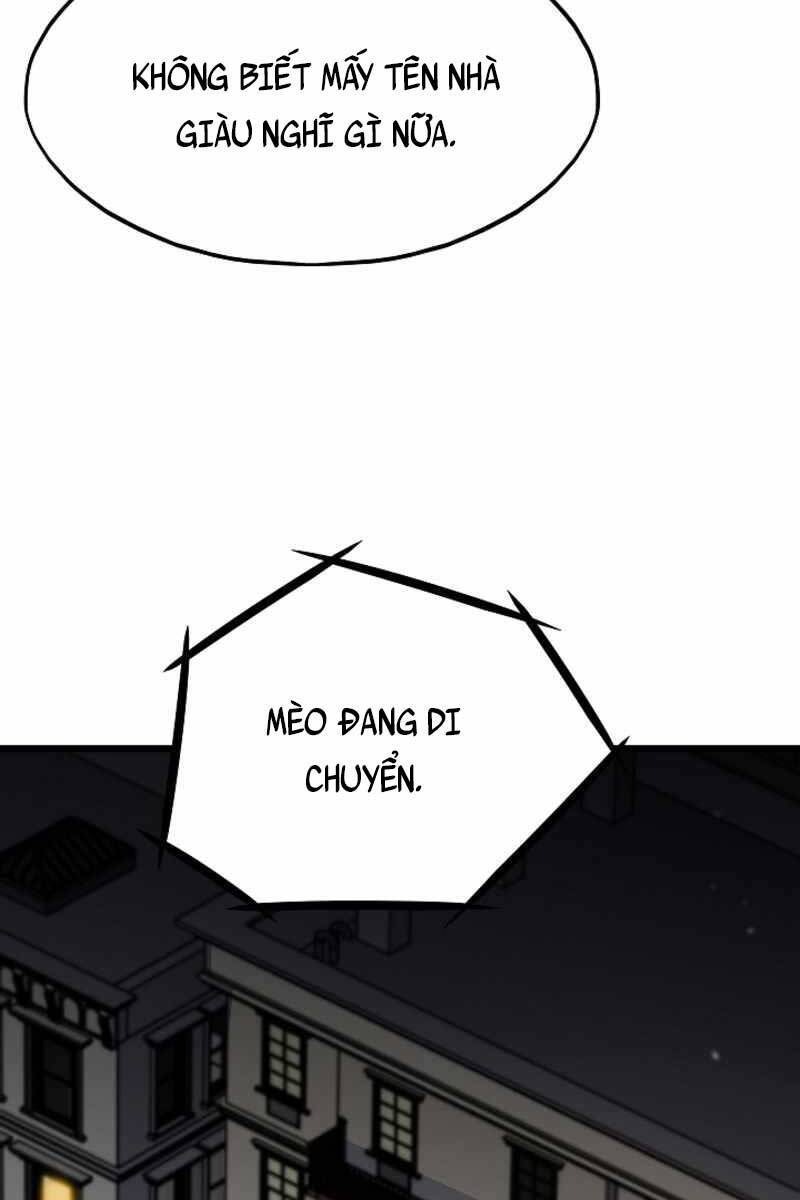 KHÔNG BIẾT MẤY TÊN NHÀ
GIÀU NGHĨ GÌ NỮA.
MÈO ĐANG DI
CHUYỂN.